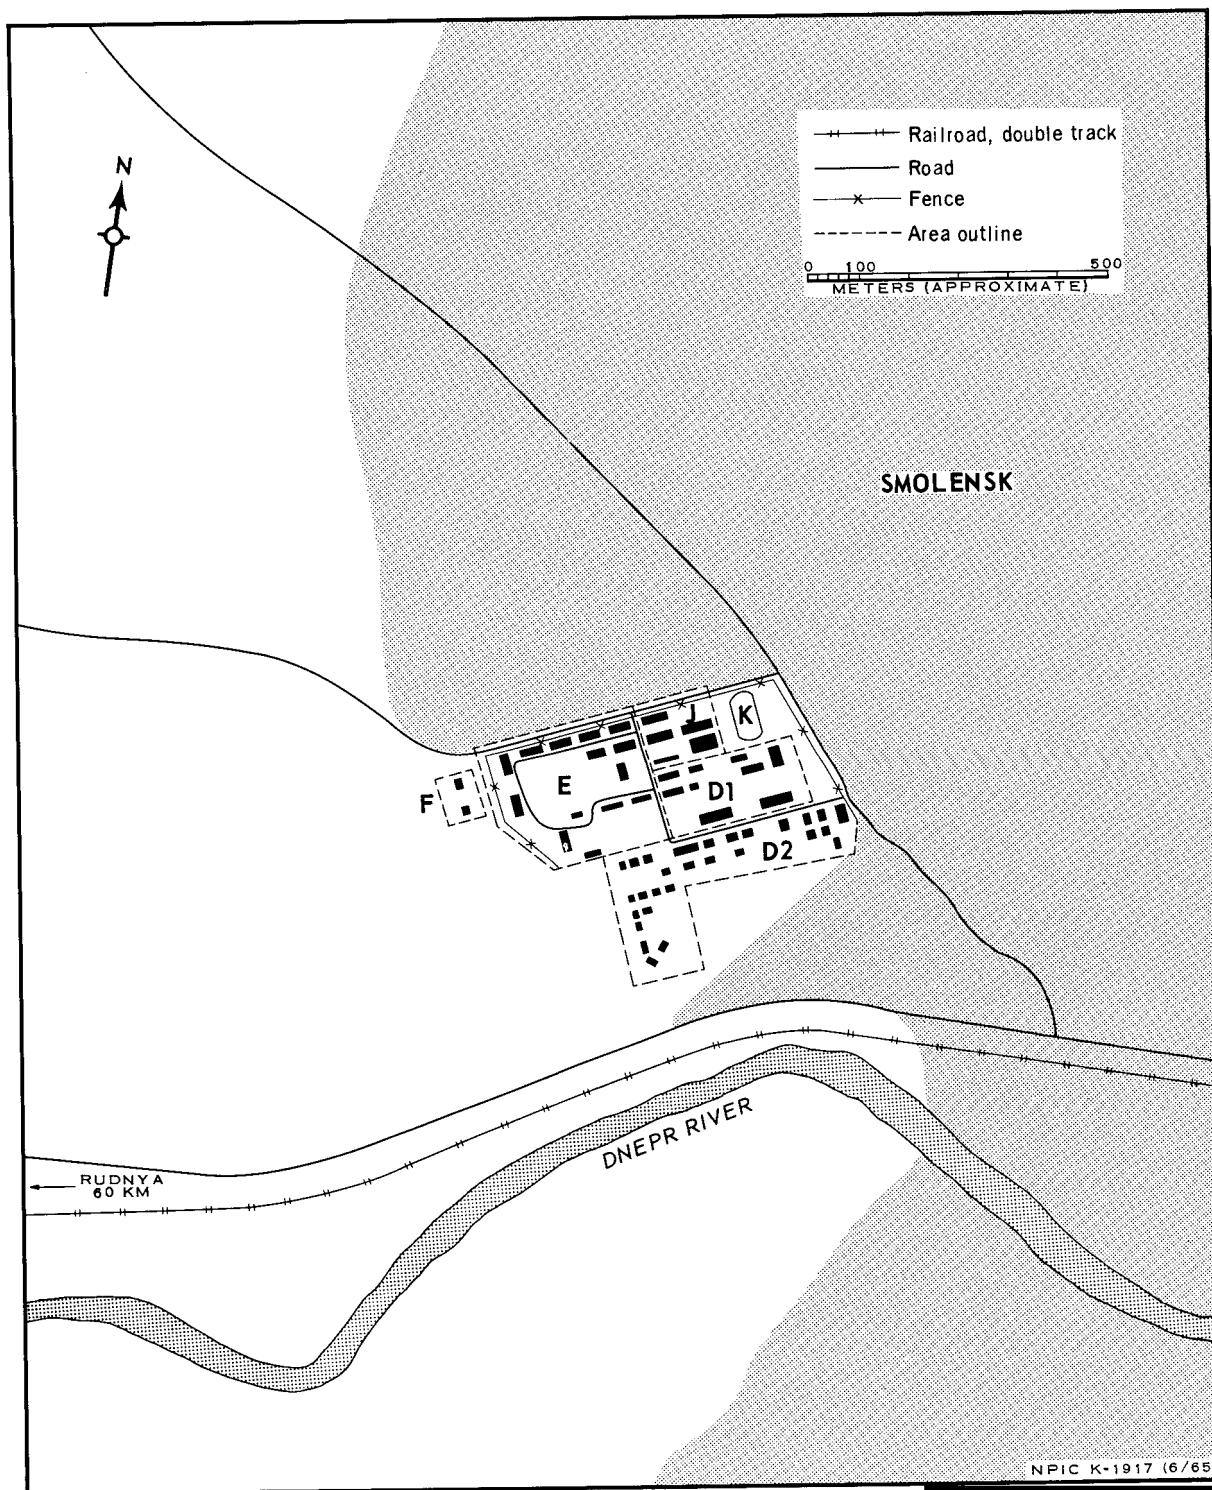 N
Railroad, double track
Road
Fence
Area outline
0 100 500
METERS (APPROXIMATE)
SMOLENSK
J
K
E
F
D1
D2
DNEPR RIVER
RUDNYA
60 KM
NPIC K-1917 (6/65